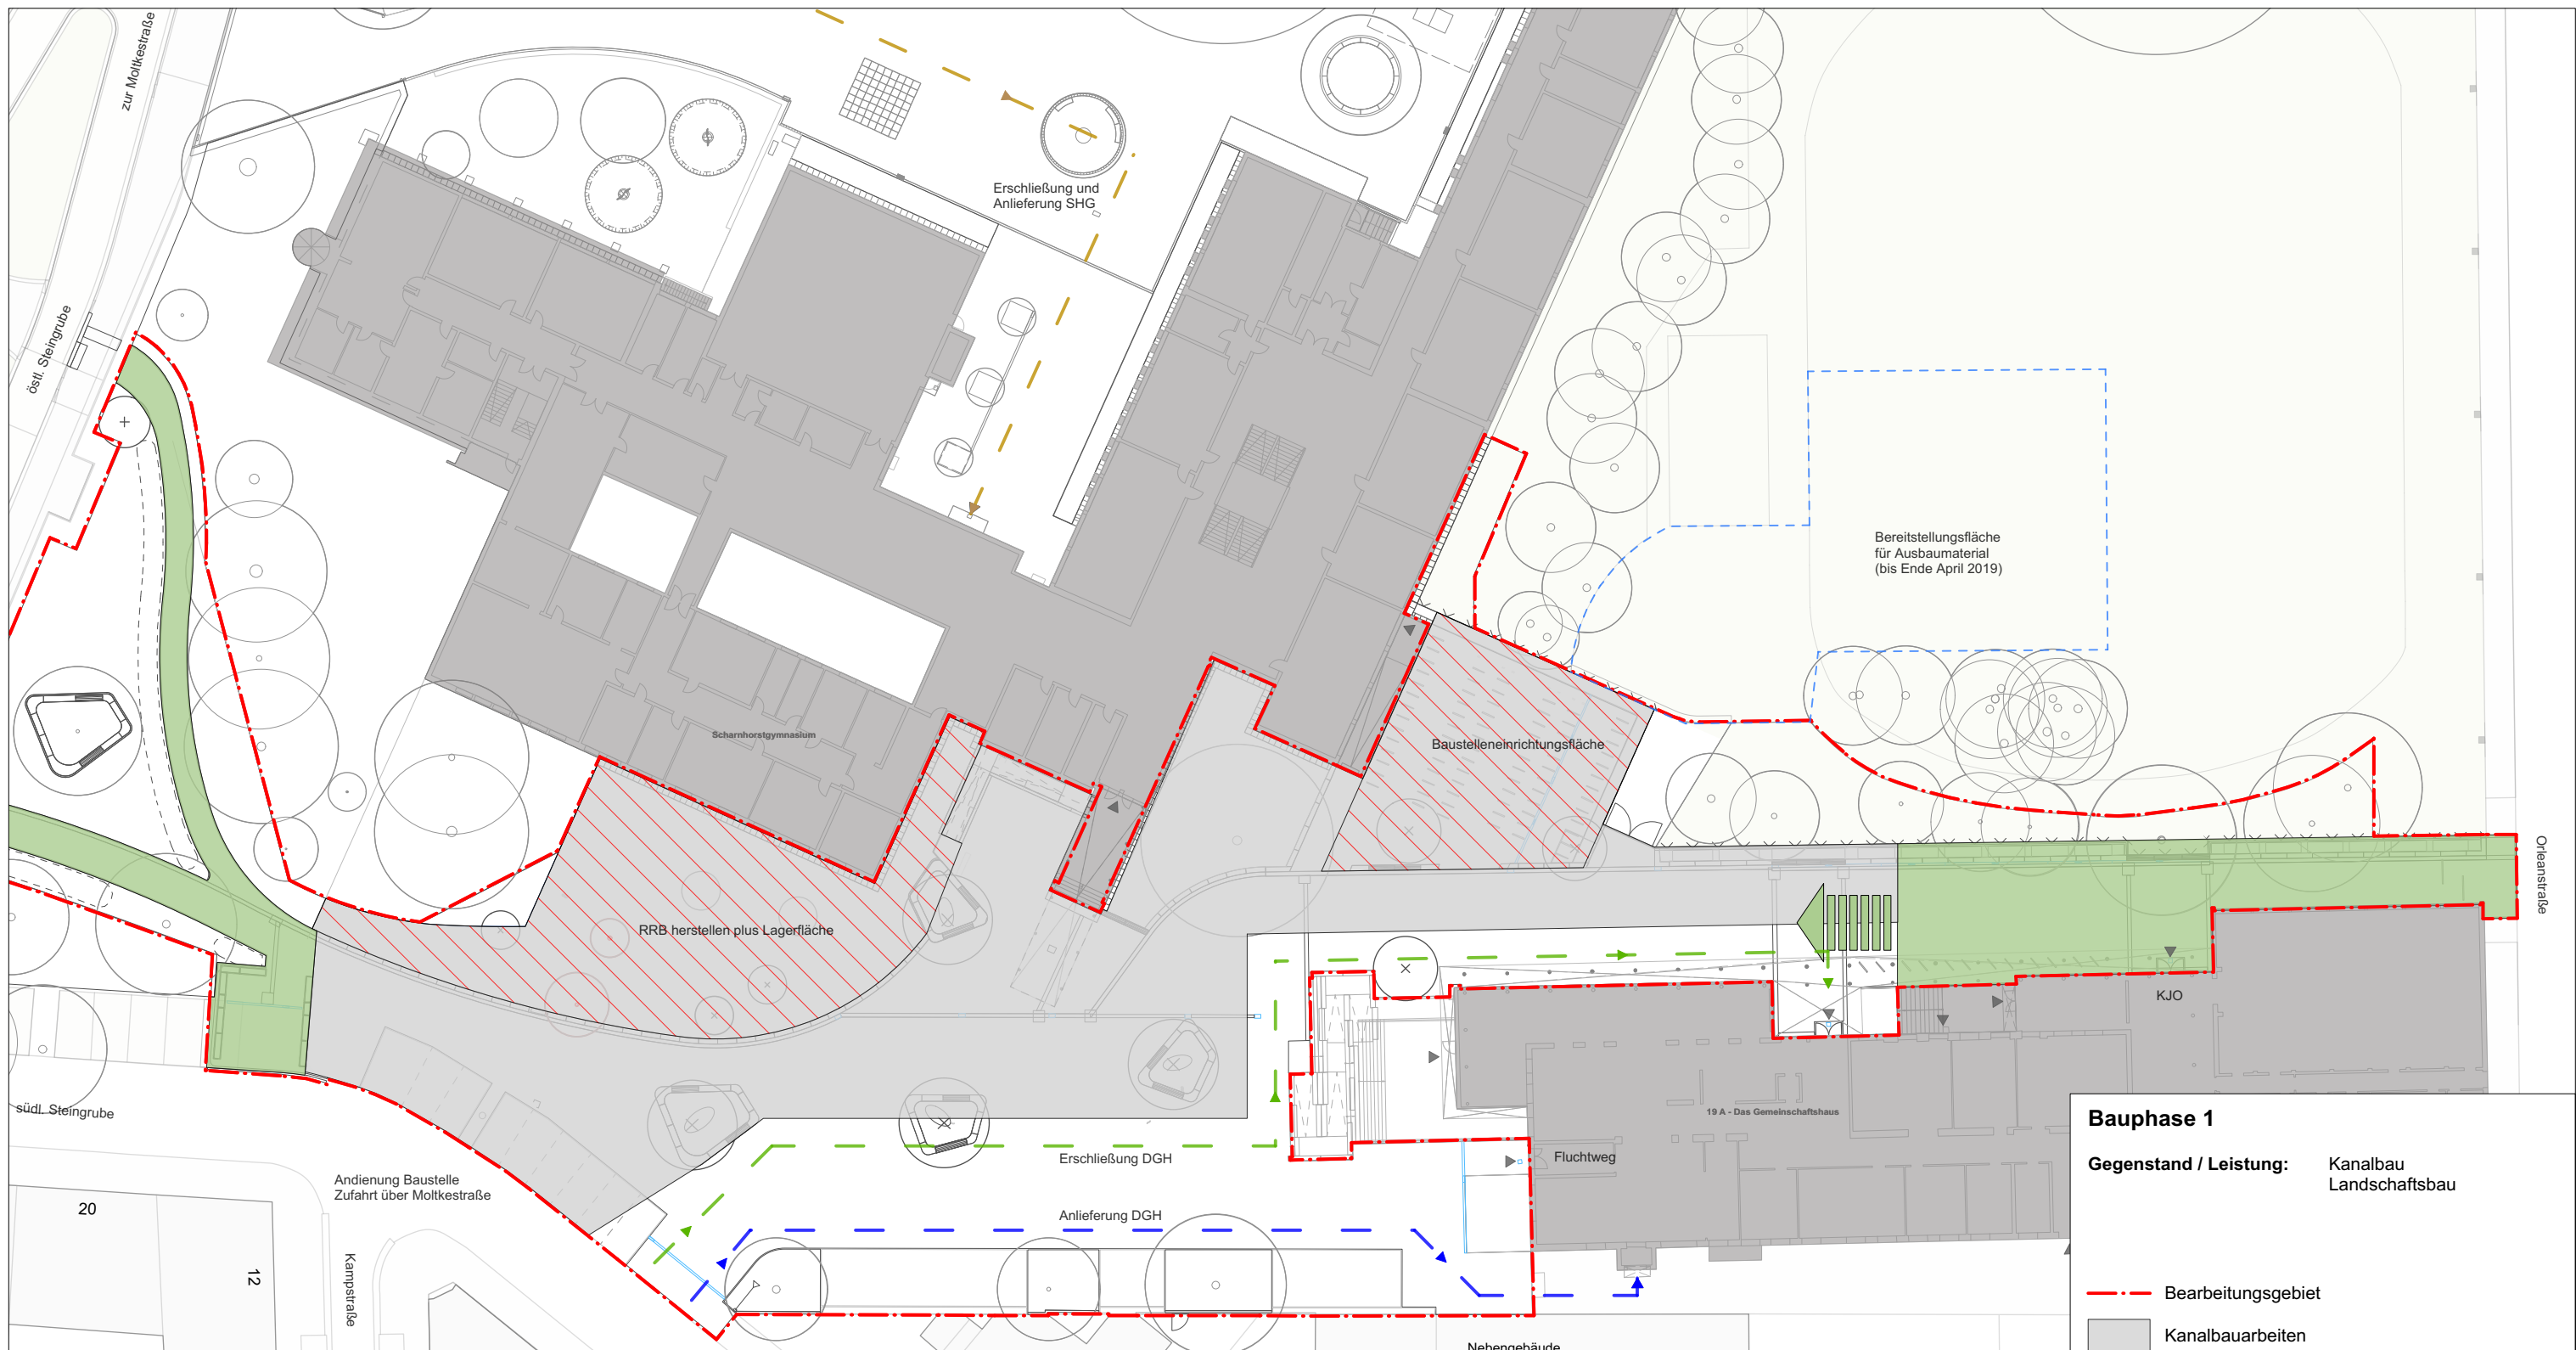 zur Moltkestraße
östl. Steingrube
Erschließung und
Anlieferung SHG
Bereitstellungsfläche
für Ausbaumaterial
(bis Ende April 2019)
Scharnhorstgymnasium
Baustelleneinrichtungsfläche
RRB herstellen plus Lagerfläche
Orleanstraße
KJO
19 A - Das Gemeinschaftshaus
südl. Steingrube
Fluchtweg
Erschließung DGH
Andienung Baustelle
Zufahrt über Moltkestraße
Anlieferung DGH
20
12
Kampstraße
Nebengebäude
Bauphase 1
Gegenstand / Leistung: Kanalbau
Landschaftsbau
Bearbeitungsgebiet
Kanalbauarbeiten